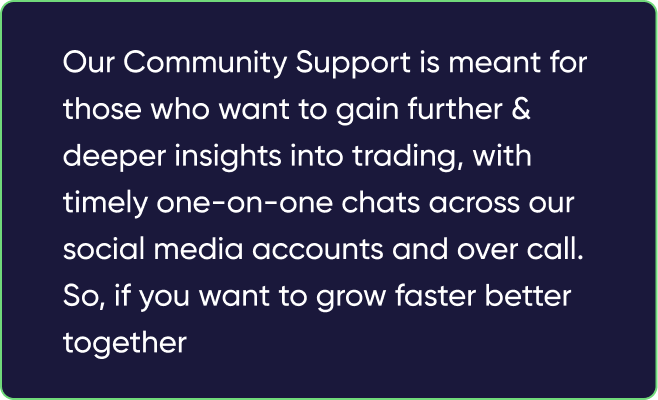 Our Community Support is meant for
those who want to gain further &
deeper insights into trading, with
timely one-on-one chats across our
social media accounts and over call.
So, if you want to grow faster better
together